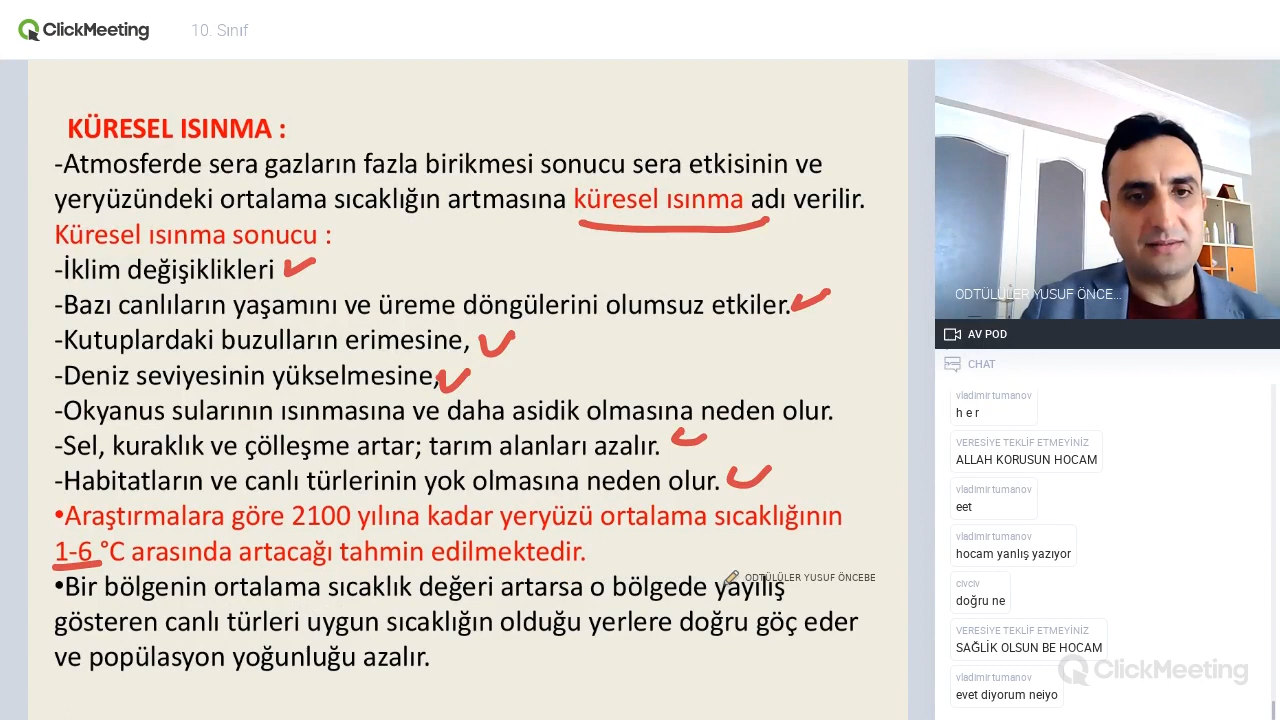 ClickMeeting
10. Sınıf
KÜRESEL ISINMA :
-Atmosferde sera gazların fazla birikmesi sonucu sera etkisinin ve
yeryüzündeki ortalama sıcaklığın artmasına küresel ısınma adı verilir.
Küresel ısınma sonucu :
-İklim değişiklikleri
-Bazı canlıların yaşamını ve üreme döngülerini olumsuz etkiler.
-Kutuplardaki buzulların erimesine,
-Deniz seviyesinin yükselmesine,
-Okyanus sularının ısınmasına ve daha asidik olmasına neden olur.
-Sel, kuraklık ve çölleşme artar; tarım alanları azalır.
-Habitatların ve canlı türlerinin yok olmasına neden olur.
•Araştırmalara göre 2100 yılına kadar yeryüzü ortalama sıcaklığının
1-6 °C arasında artacağı tahmin edilmektedir.
•Bir bölgenin ortalama sıcaklık değeri artarsa o bölgede yayılış
gösteren canlı türleri uygun sıcaklığın olduğu yerlere doğru göç eder
ve popülasyon yoğunluğu azalır.
ODTÜLÜLER YUSUF ÖNCEBE
ODTÜLÜLER YUSUF ÖNCE...
AV POD
CHAT
vladimir tumanov
h e r
VERESİYE TEKLİF ETMEYİNİZ
ALLAH KORUSUN HOCAM
vladimir tumanov
eet
vladimir tumanov
hocam yanlış yazıyor
civciv
doğru ne
VERESİYE TEKLİF ETMEYİNİZ
SAĞLİK OLSUN BE HOCAM
vladimir tumanov
evet diyorum neiyo
ClickMeeting